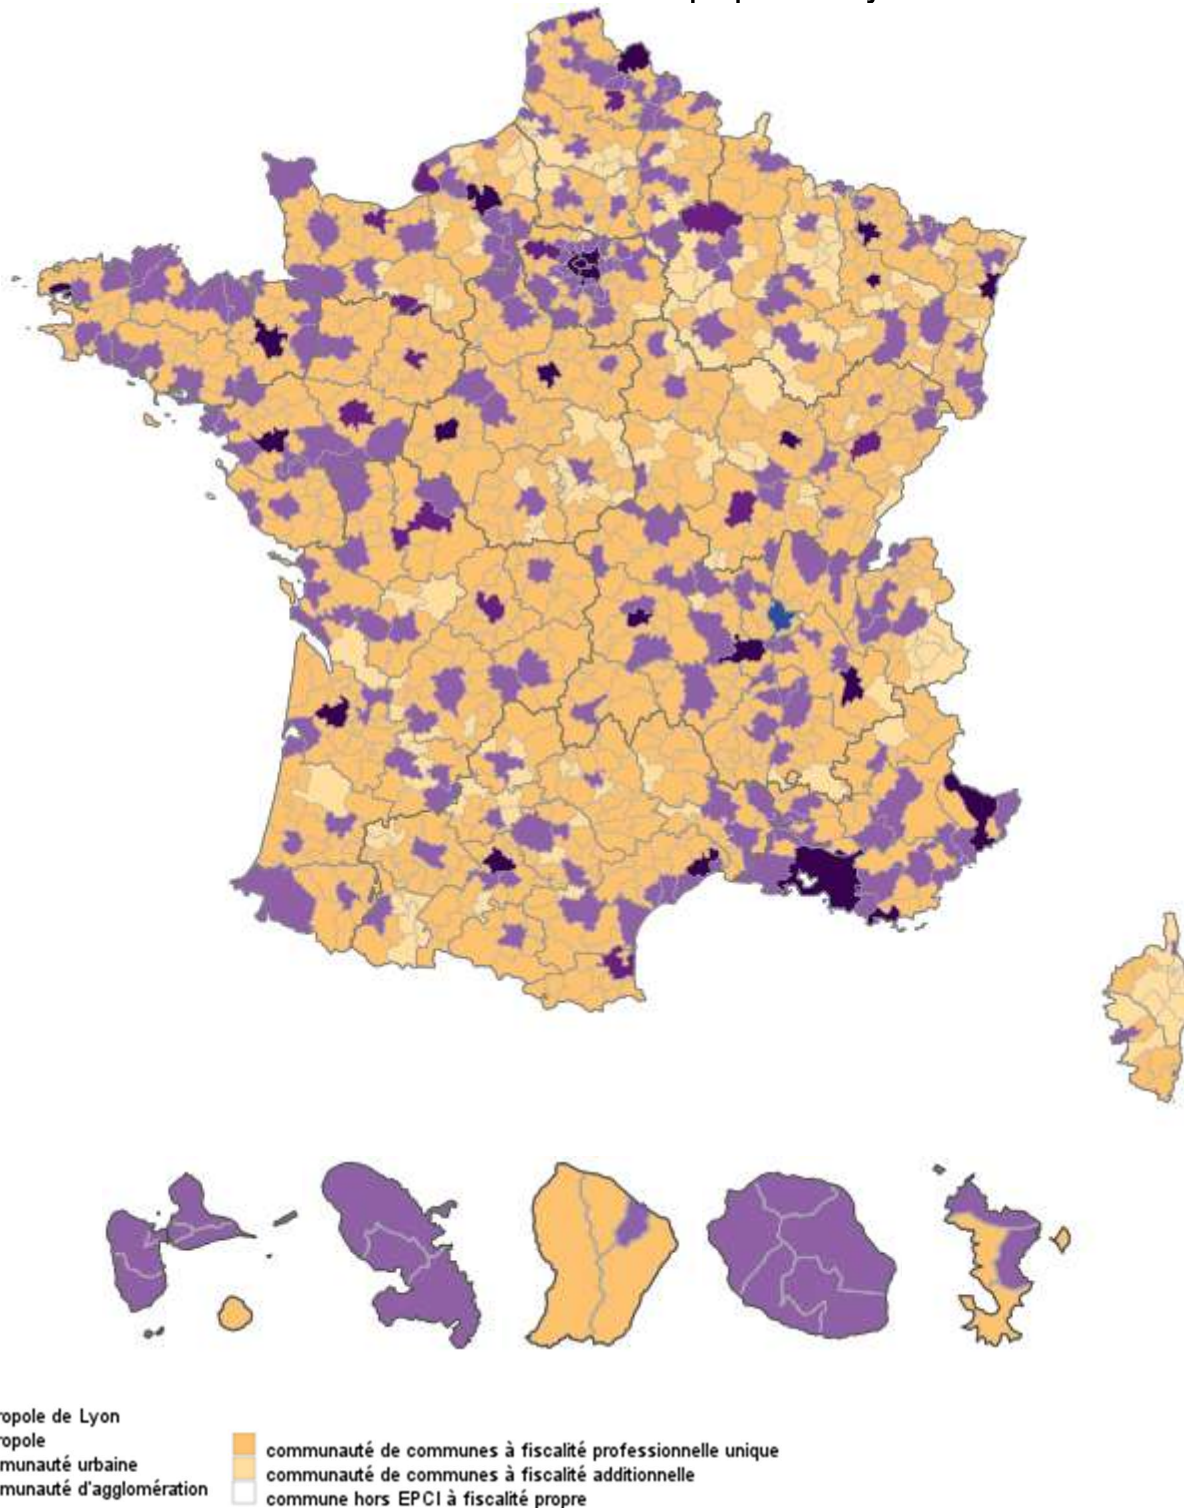 ropole de Lyon
ropole
munauté urbaine
munauté d'agglomération
communauté de communes à fiscalité professionnelle unique
communauté de communes à fiscalité additionnelle
commune hors EPCI à fiscalité propre